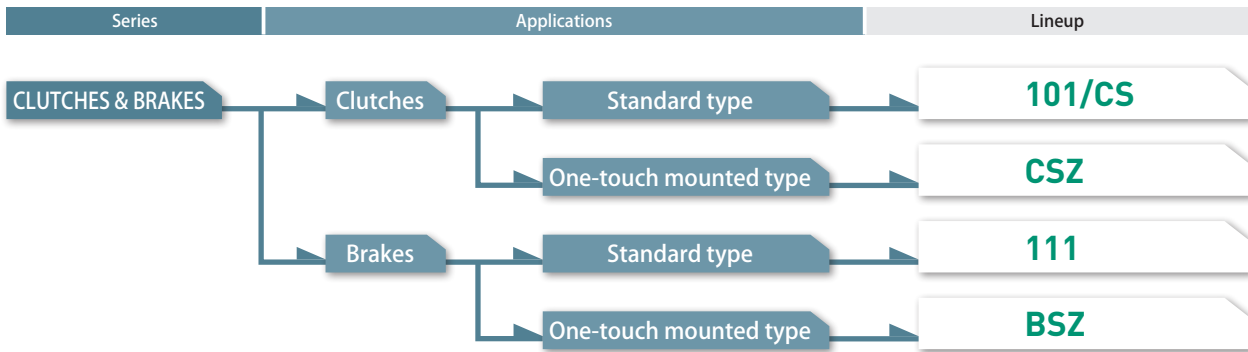 Series Applications Lineup
CLUTCHES & BRAKES Clutches Standard type 101/CS
One-touch mounted type CSZ
Brakes Standard type 111
One-touch mounted type BSZ